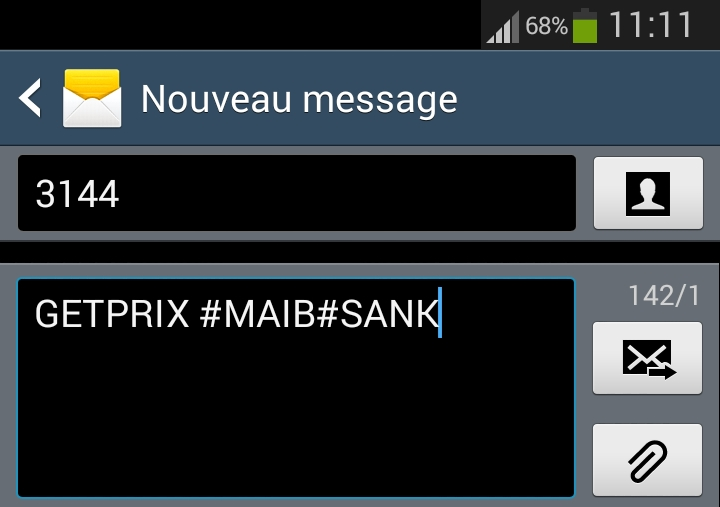 68% 11:11
Nouveau message
3144
142/1
GETPRIX #MAIB#SANK